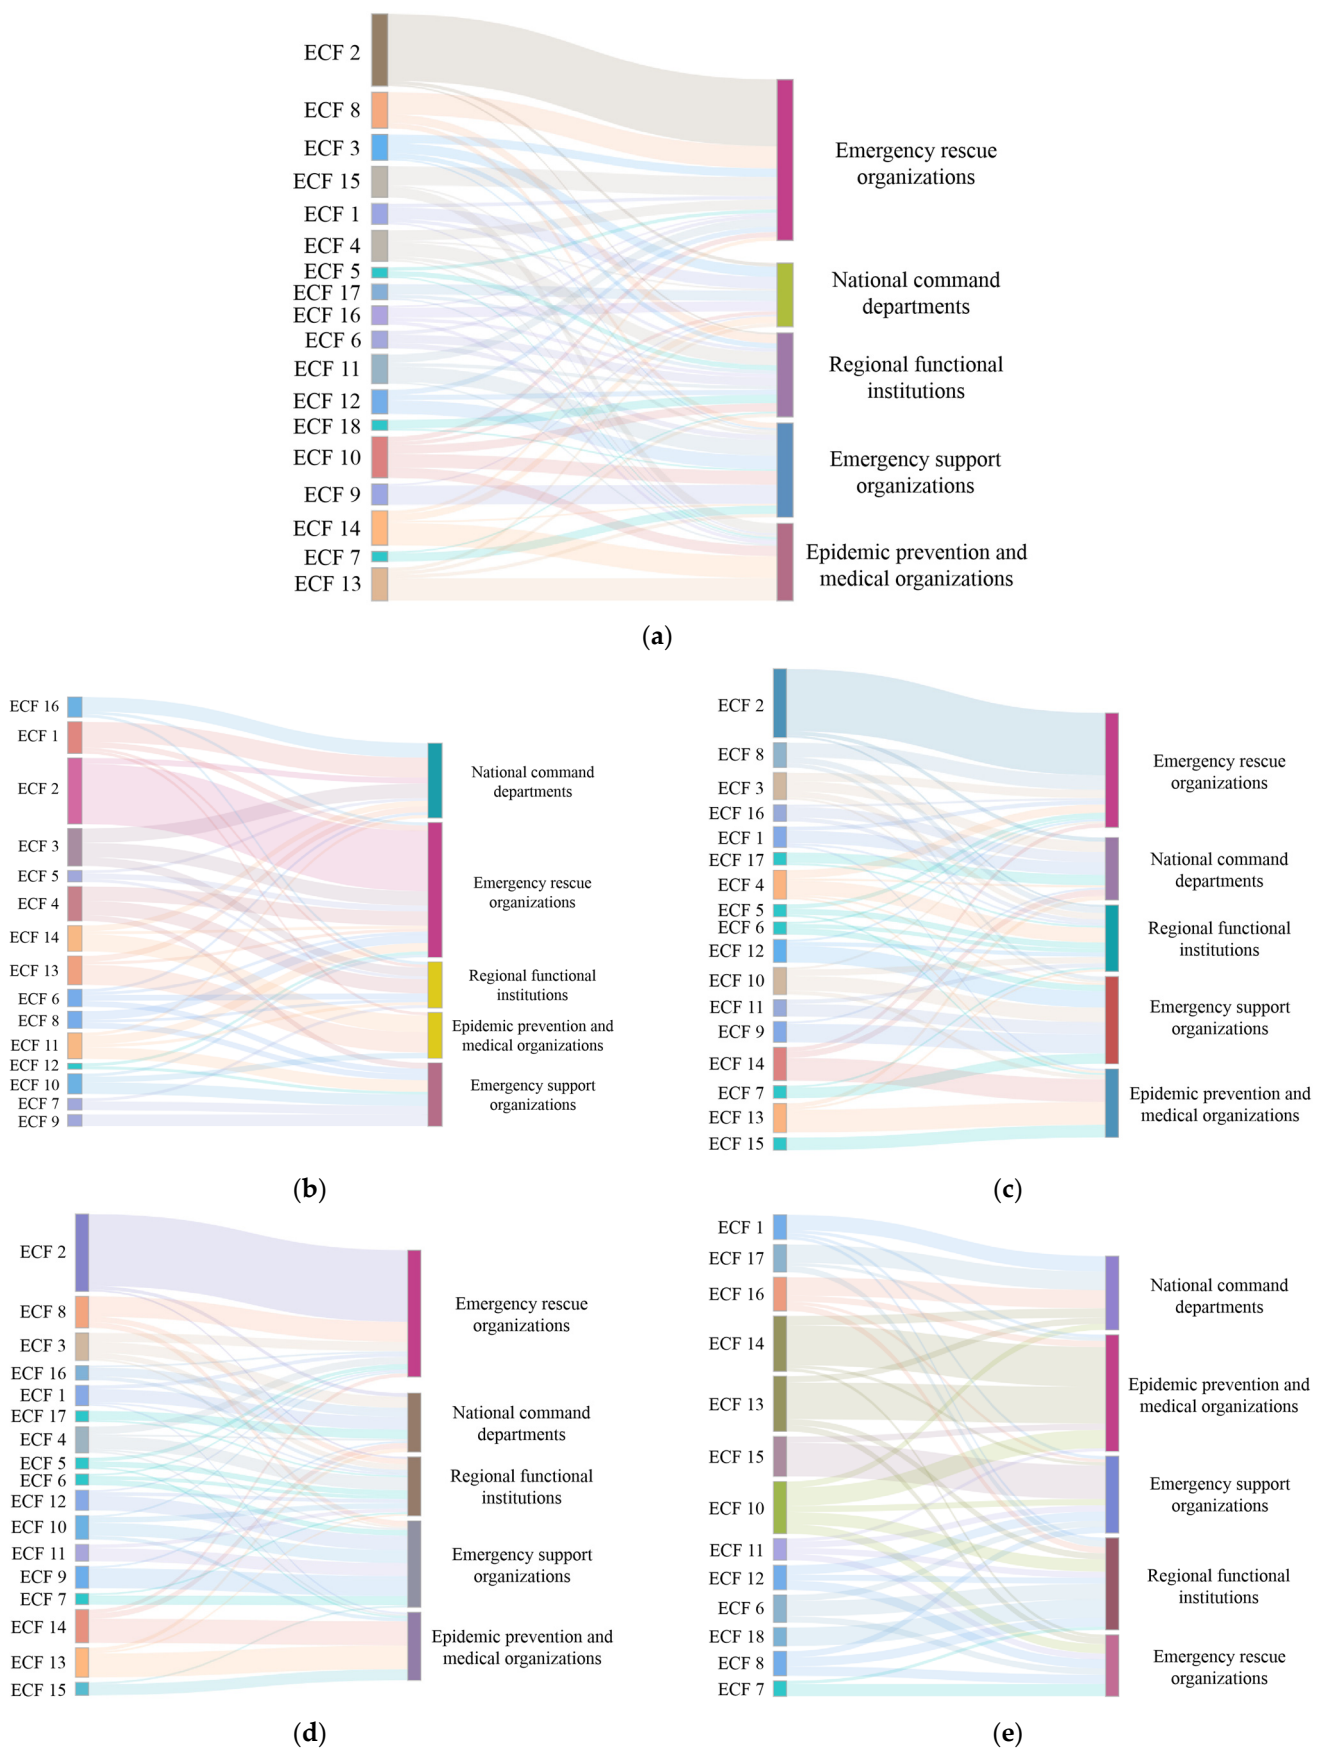 ECF 2
ECF 8
ECF 3
ECF 15
ECF 1
ECF 4
ECF 5
ECF 17
ECF 16
ECF 6
ECF 11
ECF 12
ECF 18
ECF 10
ECF 9
ECF 14
ECF 7
ECF 13
Emergency rescue
organizations
National command
departments
Regional functional
institutions
Emergency support
organizations
Epidemic prevention and
medical organizations
(a)
ECF 16
ECF 1
ECF 2
ECF 3
ECF 5
ECF 4
ECF 14
ECF 13
ECF 6
ECF 8
ECF 11
ECF 12
ECF 10
ECF 7
ECF 9
National command
departments
Emergency rescue
organizations
Regional functional
institutions
Epidemic prevention and
medical organizations
Emergency support
organizations
(b)
ECF 2
ECF 8
ECF 3
ECF 16
ECF 1
ECF 17
ECF 4
ECF 5
ECF 6
ECF 12
ECF 10
ECF 11
ECF 9
ECF 14
ECF 7
ECF 13
ECF 15
Emergency rescue
organizations
National command
departments
Regional functional
institutions
Emergency support
organizations
Epidemic prevention and
medical organizations
(c)
ECF 2
ECF 8
ECF 3
ECF 16
ECF 1
ECF 17
ECF 4
ECF 5
ECF 6
ECF 12
ECF 10
ECF 11
ECF 9
ECF 7
ECF 14
ECF 13
ECF 15
Emergency rescue
organizations
National command
departments
Regional functional
institutions
Emergency support
organizations
Epidemic prevention and
medical organizations
(d)
ECF 1
ECF 17
ECF 16
ECF 14
ECF 13
ECF 15
ECF 10
ECF 11
ECF 12
ECF 6
ECF 18
ECF 8
ECF 7
National command
departments
Epidemic prevention and
medical organizations
Emergency support
organizations
Regional functional
institutions
Emergency rescue
organizations
(e)